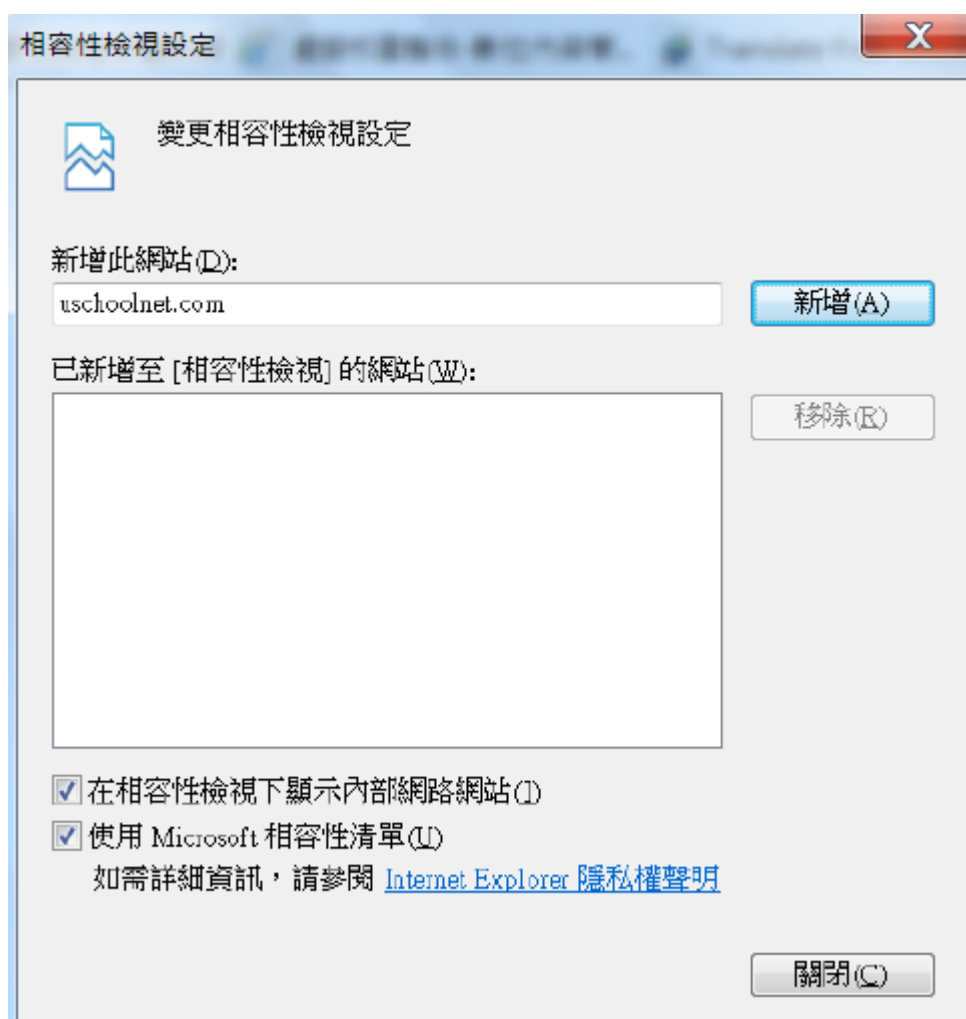 相容性檢視設定
變更相容性檢視設定
新增此網站(D):
uschoolnet.com
新增(A)
已新增至 [相容性檢視] 的網站(W):
移除(R)
在相容性檢視下顯示內部網路網站(I)
使用 Microsoft 相容性清單(U)
如需詳細資訊，請參閱 Internet Explorer 隱私權聲明
關閉(C)